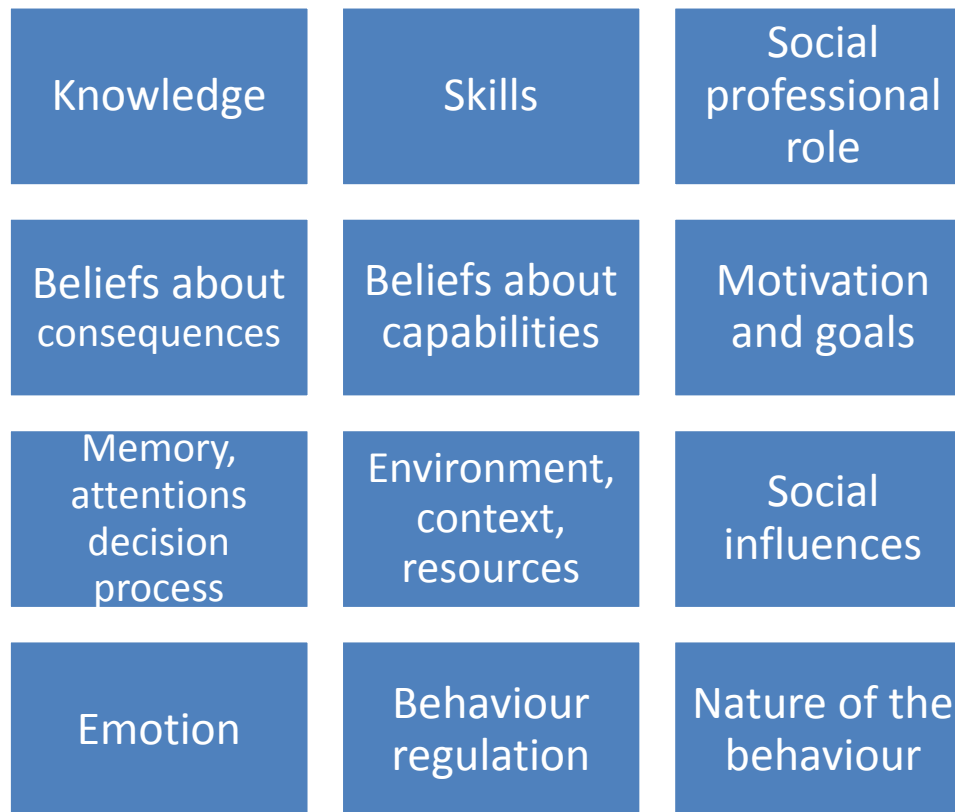 Knowledge
Skills
Social
professional
role
Beliefs about
consequences
Beliefs about
capabilities
Motivation
and goals
Memory,
attentions
decision
process
Environment,
context,
resources
Social
influences
Emotion
Behaviour
regulation
Nature of the
behaviour